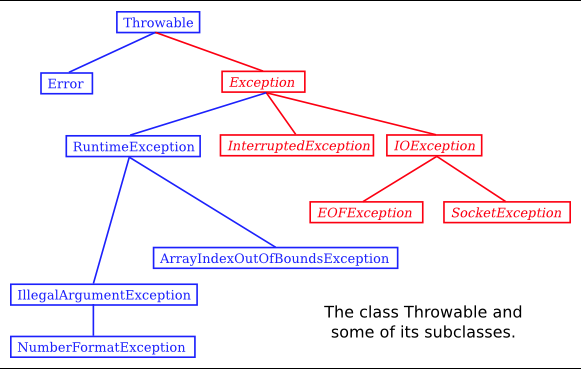 Throwable
Error
Exception
RuntimeException
InterruptedException
IOException
EOFException
SocketException
ArrayIndexOutOfBoundsException
IllegalArgumentException
NumberFormatException
The class Throwable and
some of its subclasses.